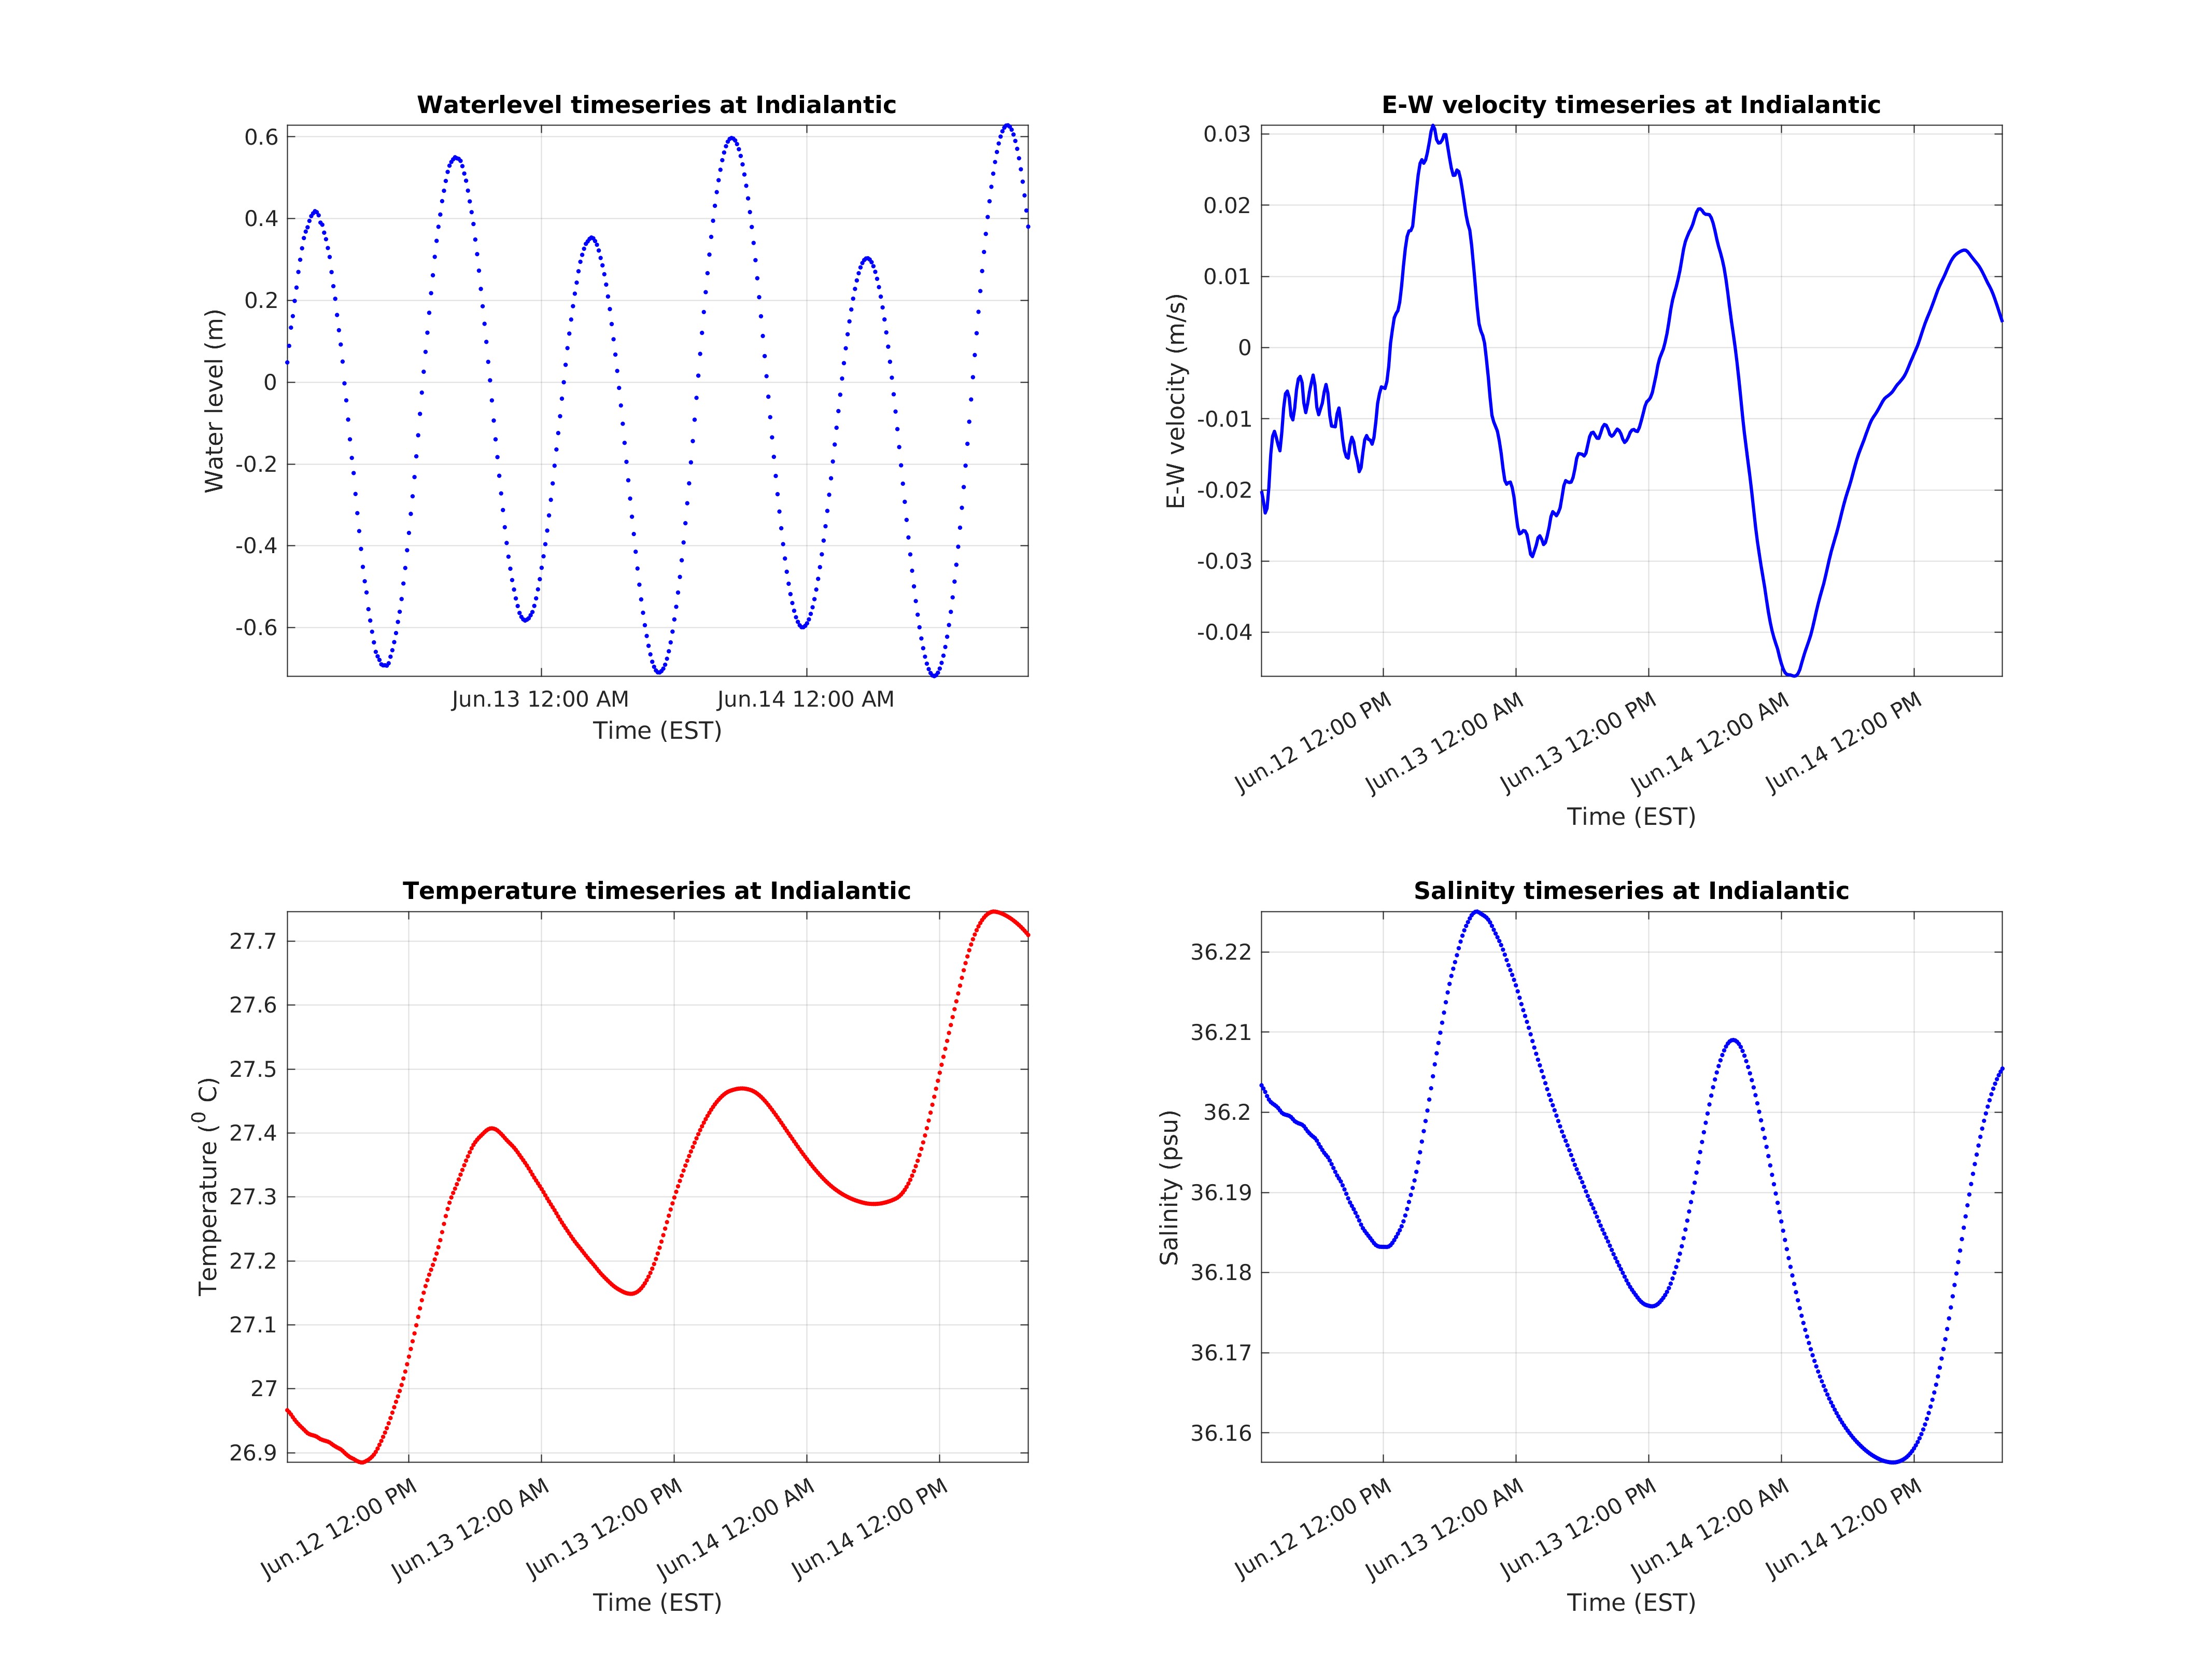 Waterlevel timeseries at Indialantic
0.6
0.4
0.2
0
-0.2
-0.4
-0.6
Water level (m)
Jun.13 12:00 AM
Jun.14 12:00 AM
Time (EST)
E-W velocity timeseries at Indialantic
0.03
0.02
0.01
0
-0.01
-0.02
-0.03
-0.04
E-W velocity (m/s)
Jun.12 12:00 PM
Jun.13 12:00 AM
Jun.13 12:00 PM
Jun.14 12:00 AM
Jun.14 12:00 PM
Time (EST)
Temperature timeseries at Indialantic
27.7
27.6
27.5
27.4
27.3
27.2
27.1
27
26.9
Temperature (⁰ C)
Jun.12 12:00 PM
Jun.13 12:00 AM
Jun.13 12:00 PM
Jun.14 12:00 AM
Jun.14 12:00 PM
Time (EST)
Salinity timeseries at Indialantic
36.22
36.21
36.2
36.19
36.18
36.17
36.16
Salinity (psu)
Jun.12 12:00 PM
Jun.13 12:00 AM
Jun.13 12:00 PM
Jun.14 12:00 AM
Jun.14 12:00 PM
Time (EST)